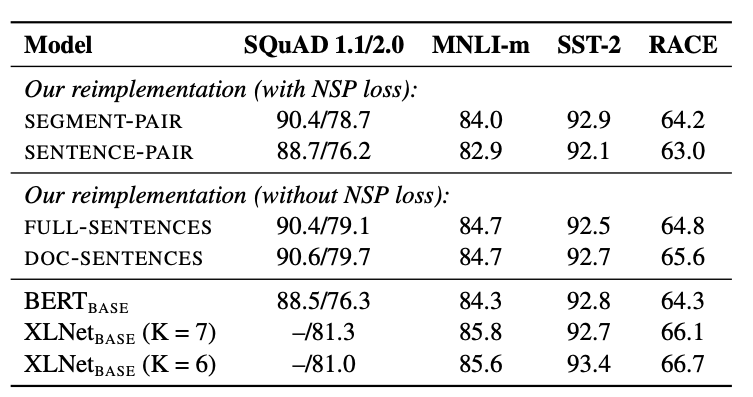 Model SQuAD 1.1/2.0 MNLI-m SST-2 RACE
Our reimplementation (with NSP loss):
SEGMENT-PAIR 90.4/78.7 84.0 92.9 64.2
SENTENCE-PAIR 88.7/76.2 82.9 92.1 63.0
Our reimplementation (without NSP loss):
FULL-SENTENCES 90.4/79.1 84.7 92.5 64.8
DOC-SENTENCES 90.6/79.7 84.7 92.7 65.6
BERTBASE 88.5/76.3 84.3 92.8 64.3
XLNetBASE (K = 7) –/81.3 85.8 92.7 66.1
XLNetBASE (K = 6) –/81.0 85.6 93.4 66.7